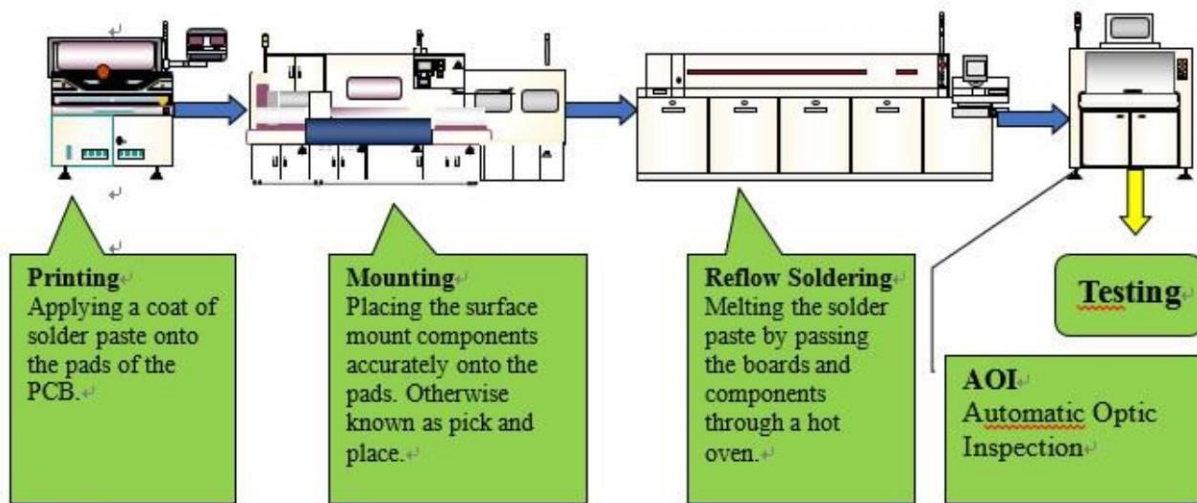 Printing
Applying a coat of
solder paste onto
the pads of the
PCB.
Mounting
Placing the surface
mount components
accurately onto the
pads. Otherwise
known as pick and
place.
Reflow Soldering
Melting the solder
paste by passing
the boards and
components
through a hot
oven.
Testing
AOI
Automatic Optic
Inspection